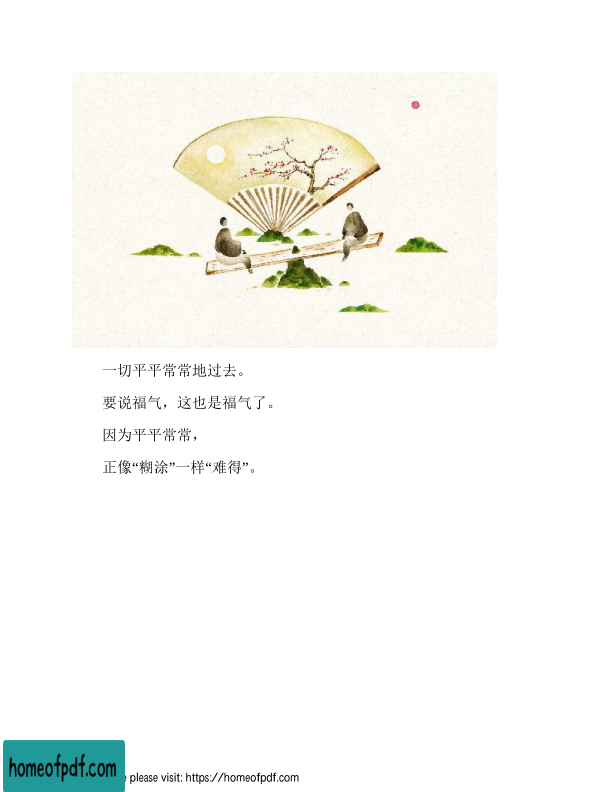 一切平平常常地过去。
要说福气，这也是福气了。
因为平平常常，
正像“糊涂”一样“难得”。
homeofpdf.com
please visit: https://homeofpdf.com